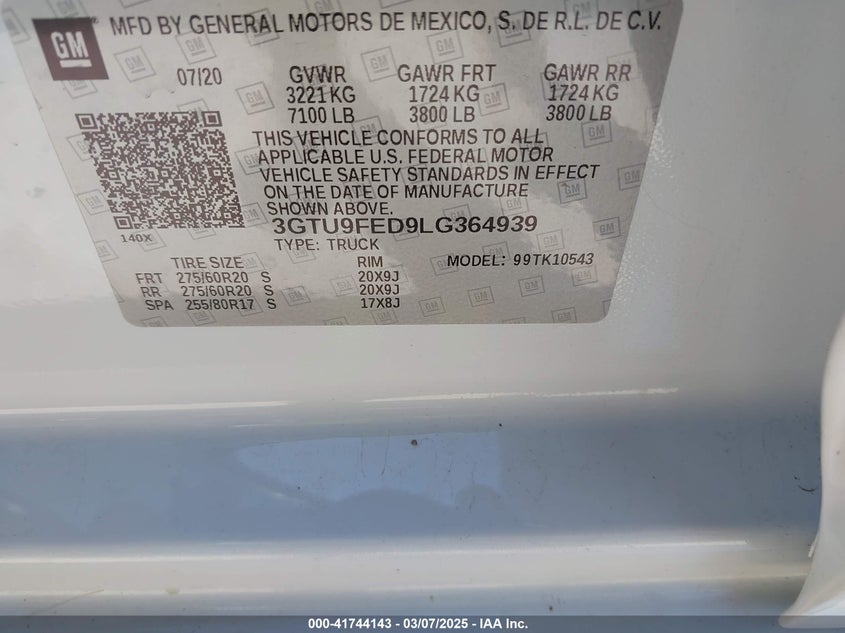 GM
MFD BY GENERAL MOTORS DE MEXICO, S. DE R.L. DE C.V.
07/20 GVWR GAWR FRT GAWR RR
3221 KG 1724 KG 1724 KG
7100 LB 3800 LB 3800 LB
THIS VEHICLE CONFORMS TO ALL
APPLICABLE U.S. FEDERAL MOTOR
VEHICLE SAFETY STANDARDS IN EFFECT
ON THE DATE OF MANUFACTURE
SHOWN ABOVE.
140X
3GTU9FED9LG364939
TYPE: TRUCK
TIRE SIZE RIM MODEL: 99TK10543
FRT 275/60R20 S 20X9J
RR 275/60R20 S 20X9J
SPA 255/80R17 S 17X8J
000-41744143 - 03/07/2025 - IAA Inc.